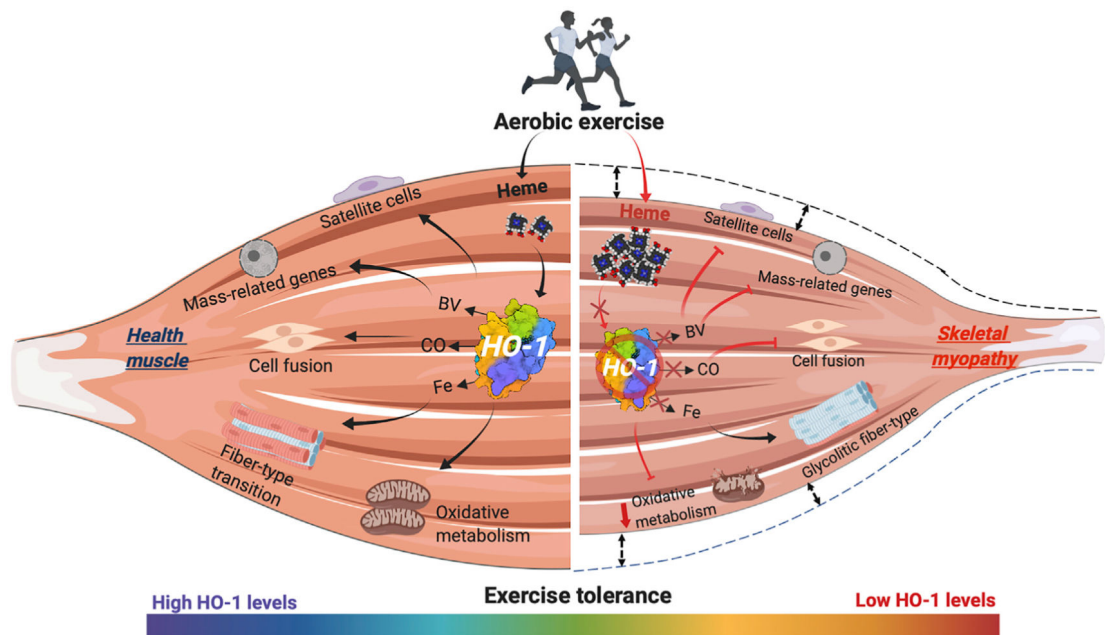 Aerobic exercise
Heme
Satellite cells
Mass-related genes
BV
Health
muscle
CO
HO-1
Cell fusion
Fe
Fiber-type
transition
Oxidative
metabolism
Heme
Satellite cells
Mass-related genes
BV
Skeletal
myopathy
HO-1
CO
Cell fusion
Fe
Glycolitic fiber-type
Oxidative
metabolism
High HO-1 levels
Exercise tolerance
Low HO-1 levels